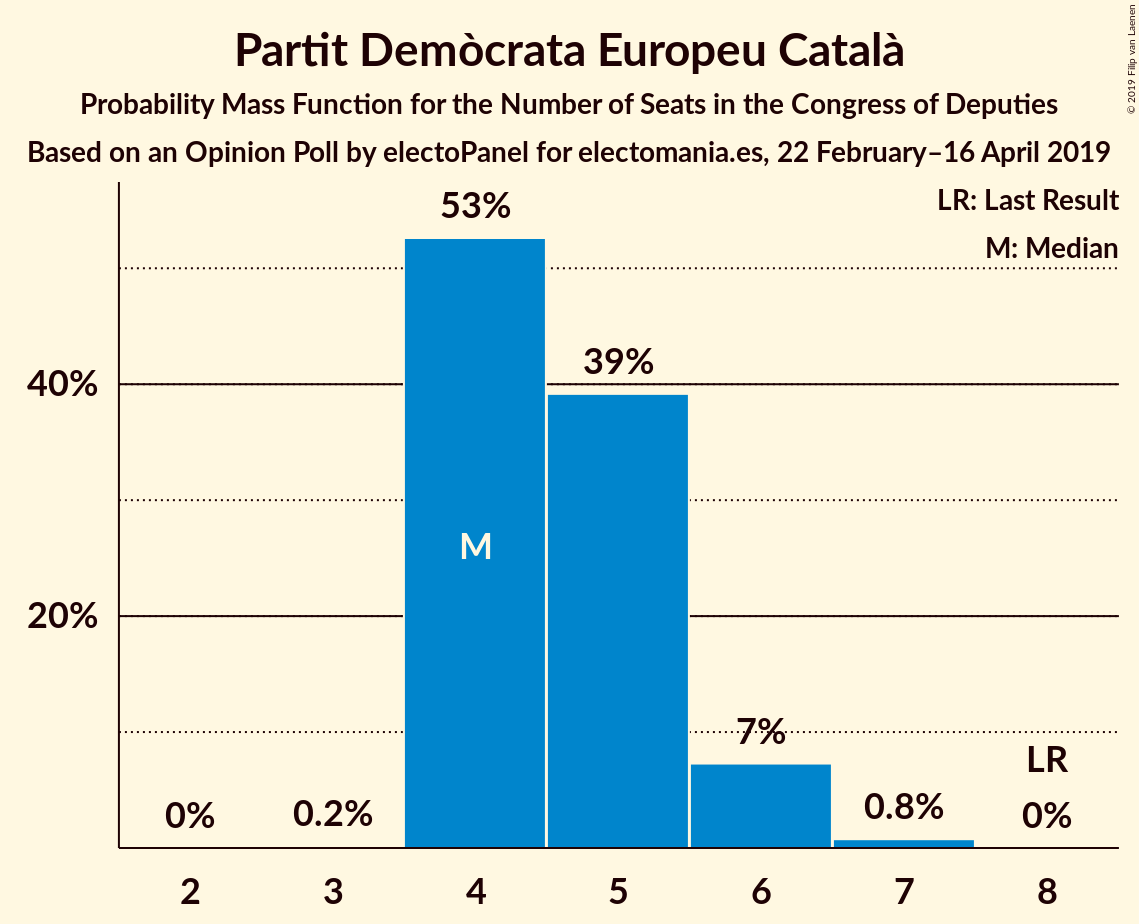 Partit Demòcrata Europeu Català
Probability Mass Function for the Number of Seats in the Congress of Deputies
Based on an Opinion Poll by electoPanel for electomania.es, 22 February–16 April 2019
© 2019 Filip van Laenen
LR: Last Result
M: Median
53%
39%
40%
M
20%
7%
LR
0%
0.2%
0.8%
0%
2 3 4 5 6 7 8